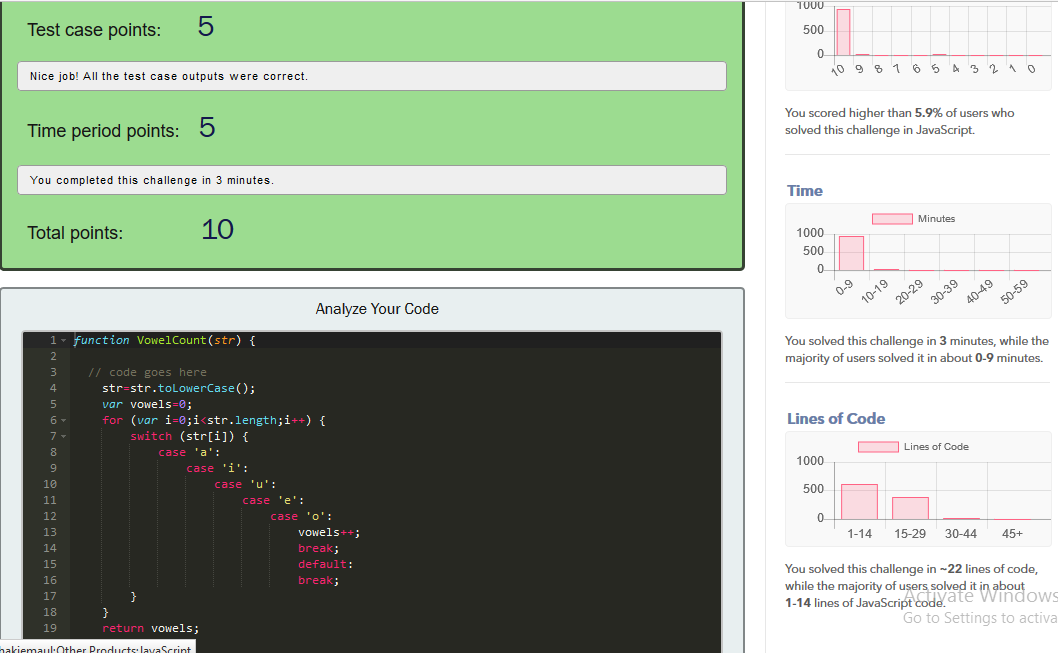 Test case points: 5
Nice job! All the test case outputs were correct.
Time period points: 5
You completed this challenge in 3 minutes.
Total points: 10
Analyze Your Code
1 function VowelCount(str) {
2
3 // code goes here
4 str=str.toLowerCase();
5 var vowels=0;
6 for (var i=0;i<str.length;i++) {
7 switch (str[i]) {
8 case 'a':
9 case 'i':
10 case 'u':
11 case 'e':
12 case 'o':
13 vowels++;
14 break;
15 default:
16 break;
17 }
18 }
19 return vowels;
hakiemaul:Other Products:JavaScript
1000
500
0
10 9 8 7 6 5 4 3 2 1 0
You scored higher than 5.9% of users who
solved this challenge in JavaScript.
Time
Minutes
1000
500
0
0-9 10-19 20-29 30-39 40-49 50-59
You solved this challenge in 3 minutes, while the
majority of users solved it in about 0-9 minutes.
Lines of Code
Lines of Code
1000
500
0
1-14 15-29 30-44 45+
You solved this challenge in ~22 lines of code,
while the majority of users solved it in about
1-14 lines of JavaScript code.
Activate Windows
Go to Settings to activa